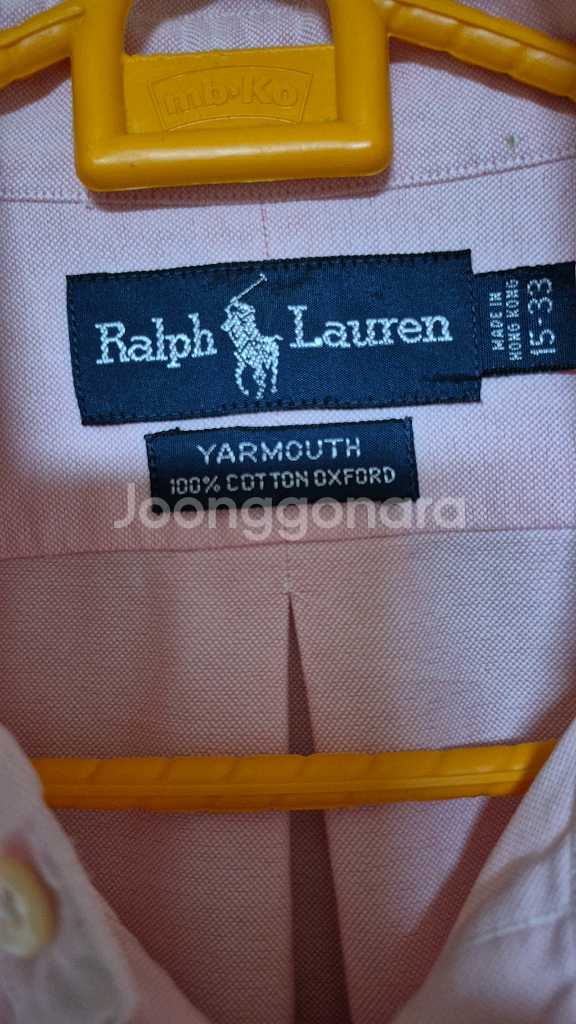 mb·Ko
Ralph Lauren
MADE IN
HONG KONG
15-33
YARMOUTH
100% COTTON OXFORD
Joonggonara